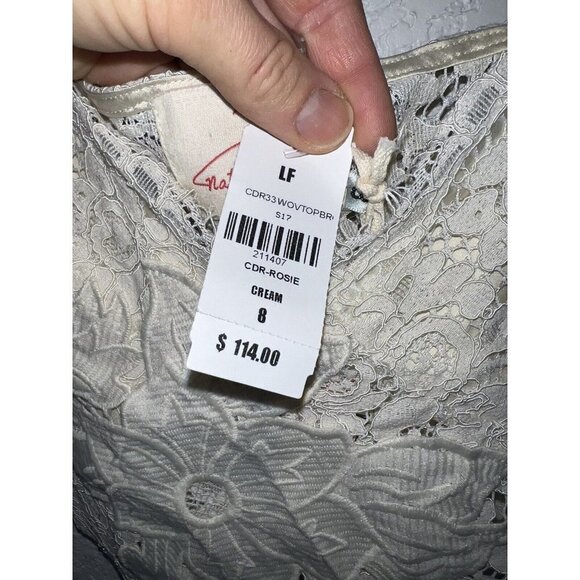 LF
CDR33WOVTOPBR
S17
211407
CDR-ROSIE
CREAM
8
$ 114.00